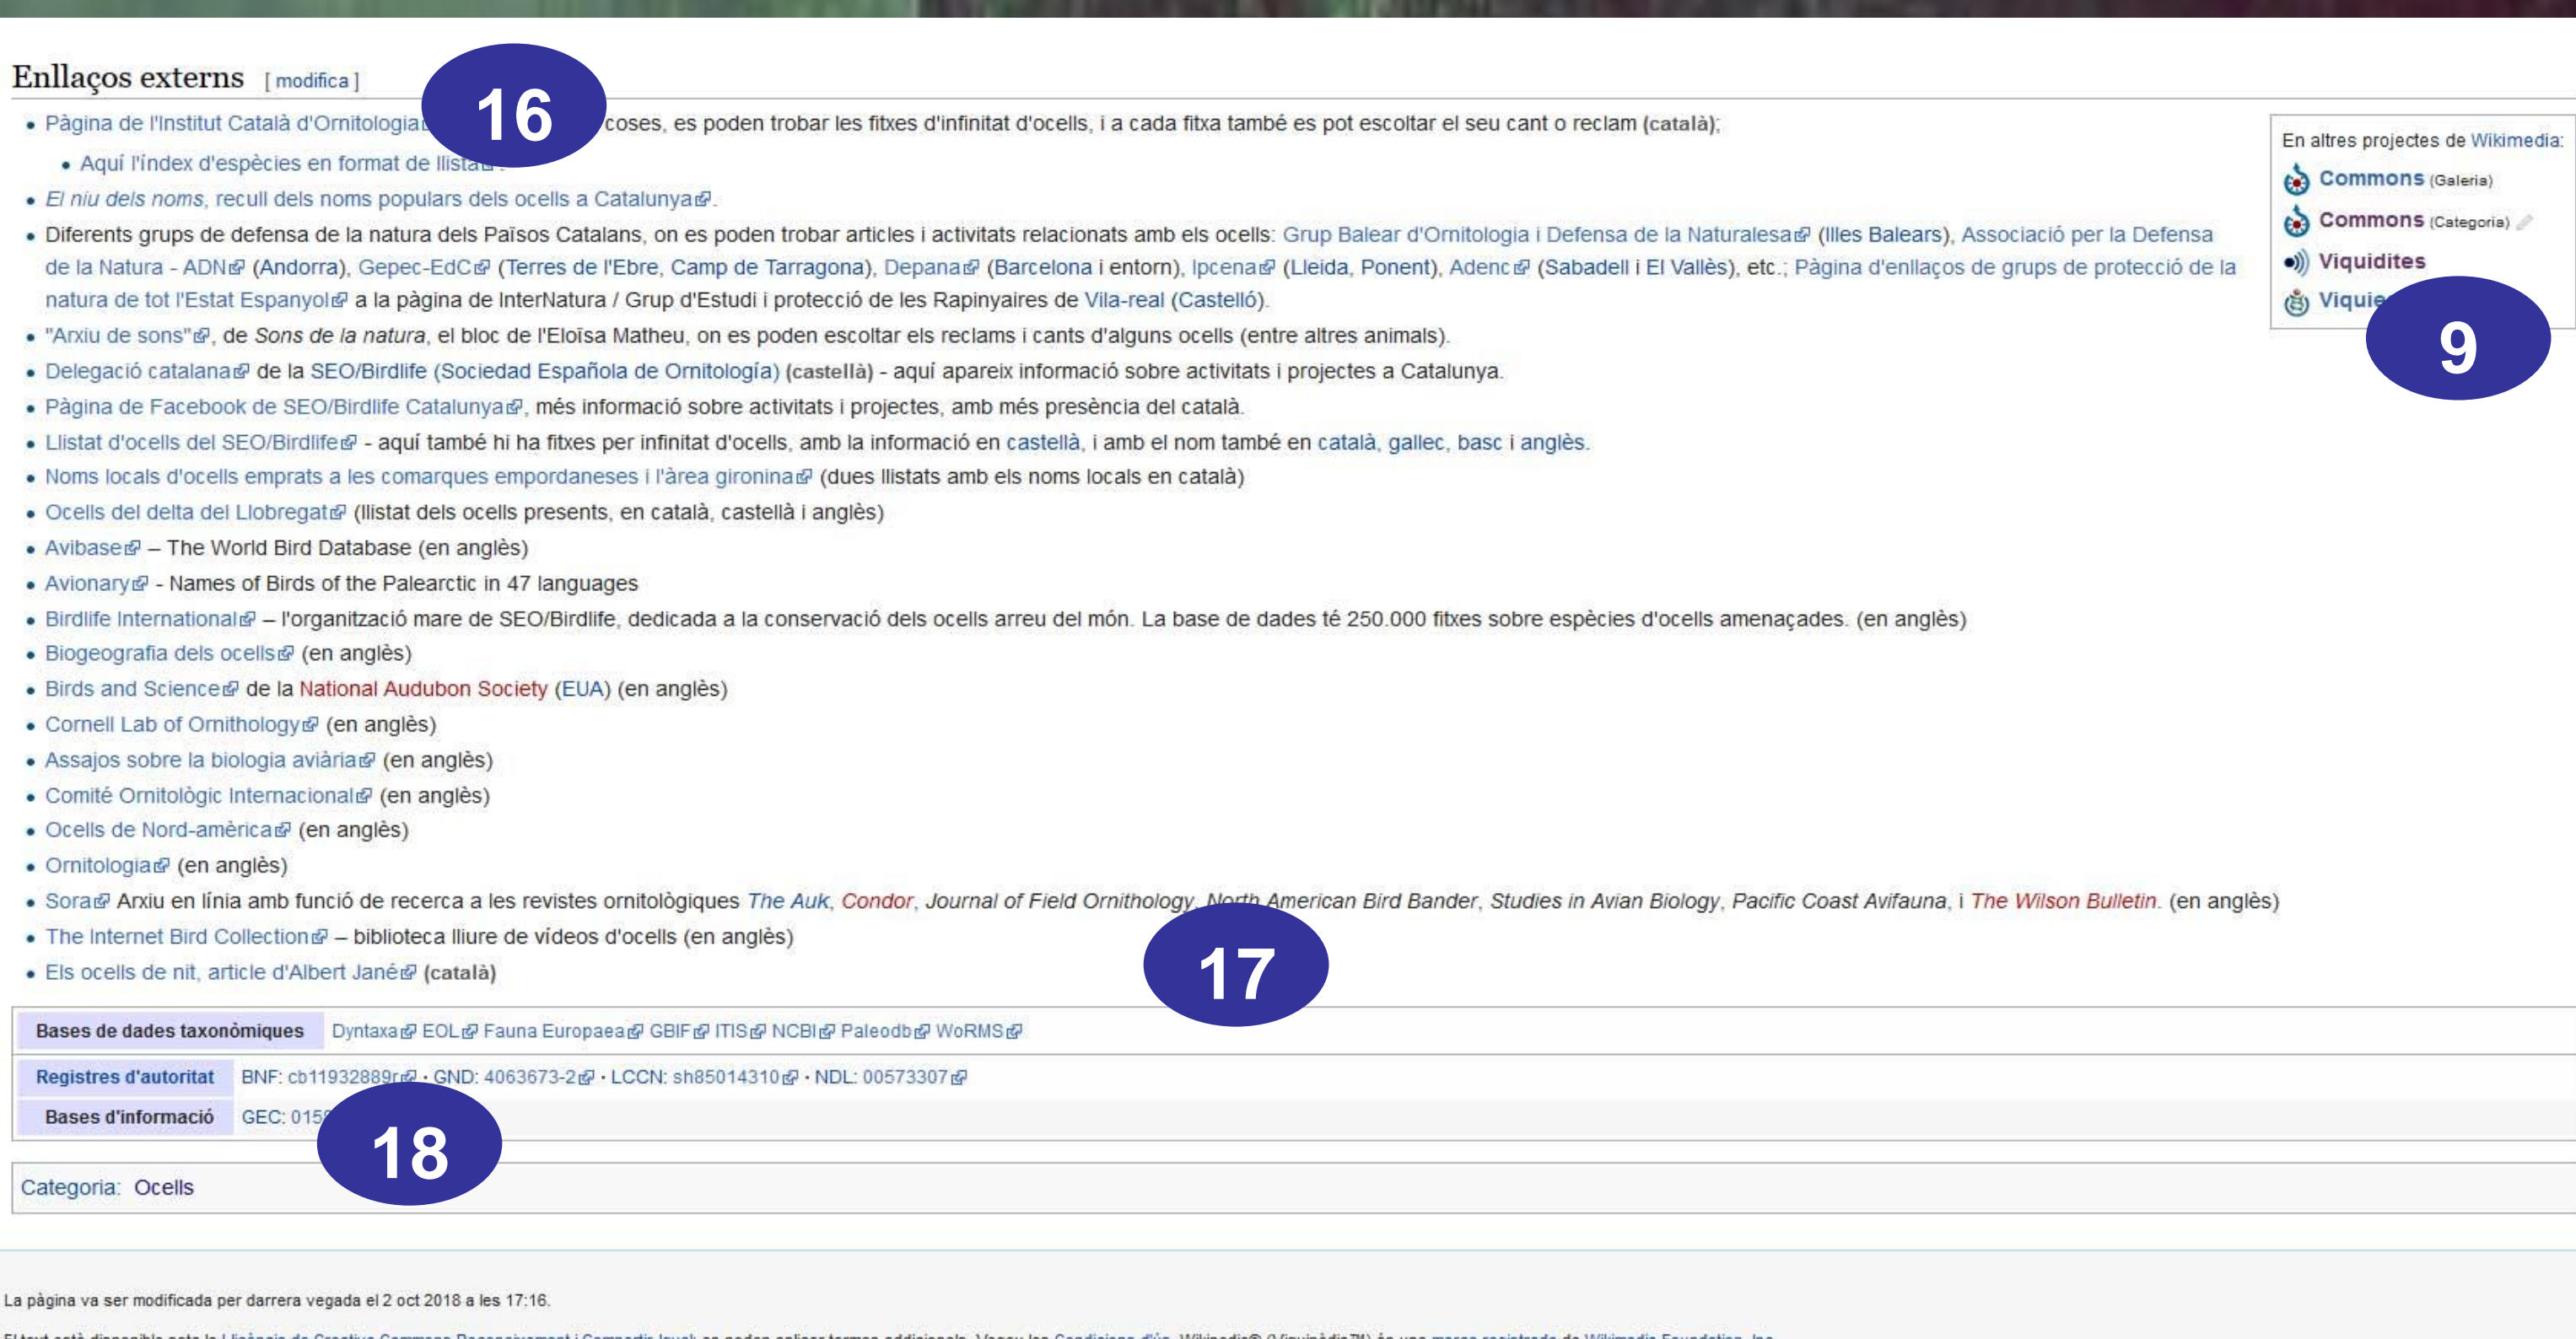 Enllaços externs [ modifica ]
16
• Pàgina de l'Institut Català d'Ornitologia coses, es poden trobar les fitxes d'infinitat d'ocells, i a cada fitxa també es pot escoltar el seu cant o reclam (català);
• Aquí l'índex d'espècies en format de llista
• El niu dels noms, recull dels noms populars dels ocells a Catalunya.
• Diferents grups de defensa de la natura dels Països Catalans, on es poden trobar articles i activitats relacionats amb els ocells: Grup Balear d'Ornitologia i Defensa de la Naturalesa (Illes Balears), Associació per la Defensa
de la Natura - ADN (Andorra), Gepec-EdC (Terres de l'Ebre, Camp de Tarragona), Depana (Barcelona i entorn), Ipcena (Lleida, Ponent), Adenc (Sabadell i El Vallès), etc.; Pàgina d'enllaços de grups de protecció de la
natura de tot l'Estat Espanyol a la pàgina de InterNatura / Grup d'Estudi i protecció de les Rapinyaires de Vila-real (Castelló).
• "Arxiu de sons", de Sons de la natura, el bloc de l'Eloïsa Matheu, on es poden escoltar els reclams i cants d'alguns ocells (entre altres animals).
• Delegació catalana de la SEO/Birdlife (Sociedad Española de Ornitología) (castellà) - aquí apareix informació sobre activitats i projectes a Catalunya.
• Pàgina de Facebook de SEO/Birdlife Catalunya, més informació sobre activitats i projectes, amb més presència del català.
• Llistat d'ocells del SEO/Birdlife - aquí també hi ha fitxes per infinitat d'ocells, amb la informació en castellà, i amb el nom també en català, gallec, basc i anglès.
• Noms locals d'ocells emprats a les comarques empordaneses i l'àrea gironina (dues llistats amb els noms locals en català)
• Ocells del delta del Llobregat (llistat dels ocells presents, en català, castellà i anglès)
• Avibase – The World Bird Database (en anglès)
• Avionary - Names of Birds of the Palearctic in 47 languages
• Birdlife International – l'organització mare de SEO/Birdlife, dedicada a la conservació dels ocells arreu del món. La base de dades té 250.000 fitxes sobre espècies d'ocells amenaçades. (en anglès)
• Biogeografia dels ocells (en anglès)
• Birds and Science de la National Audubon Society (EUA) (en anglès)
• Cornell Lab of Ornithology (en anglès)
• Assajos sobre la biologia aviària (en anglès)
• Comité Ornitològic Internacional (en anglès)
• Ocells de Nord-amèrica (en anglès)
• Ornitologia (en anglès)
• Sora Arxiu en línia amb funció de recerca a les revistes ornitològiques The Auk, Condor, Journal of Field Ornithology, North American Bird Bander, Studies in Avian Biology, Pacific Coast Avifauna, i The Wilson Bulletin. (en anglès)
• The Internet Bird Collection – biblioteca lliure de vídeos d'ocells (en anglès)
• Els ocells de nit, article d'Albert Jané (català)
En altres projectes de Wikimedia:
Commons (Galeria)
Commons (Categoria)
Viquidites
9
17
Bases de dades taxonòmiques Dyntaxa EOL Fauna Europaea GBIF ITIS NCBI Paleodb WoRMS
Registres d'autoritat BNF: cb11932889r · GND: 4063673-2 · LCCN: sh85014310 · NDL: 00573307
Bases d'informació GEC:
18
Categoria: Ocells
La pàgina va ser modificada per darrera vegada el 2 oct 2018 a les 17:16.